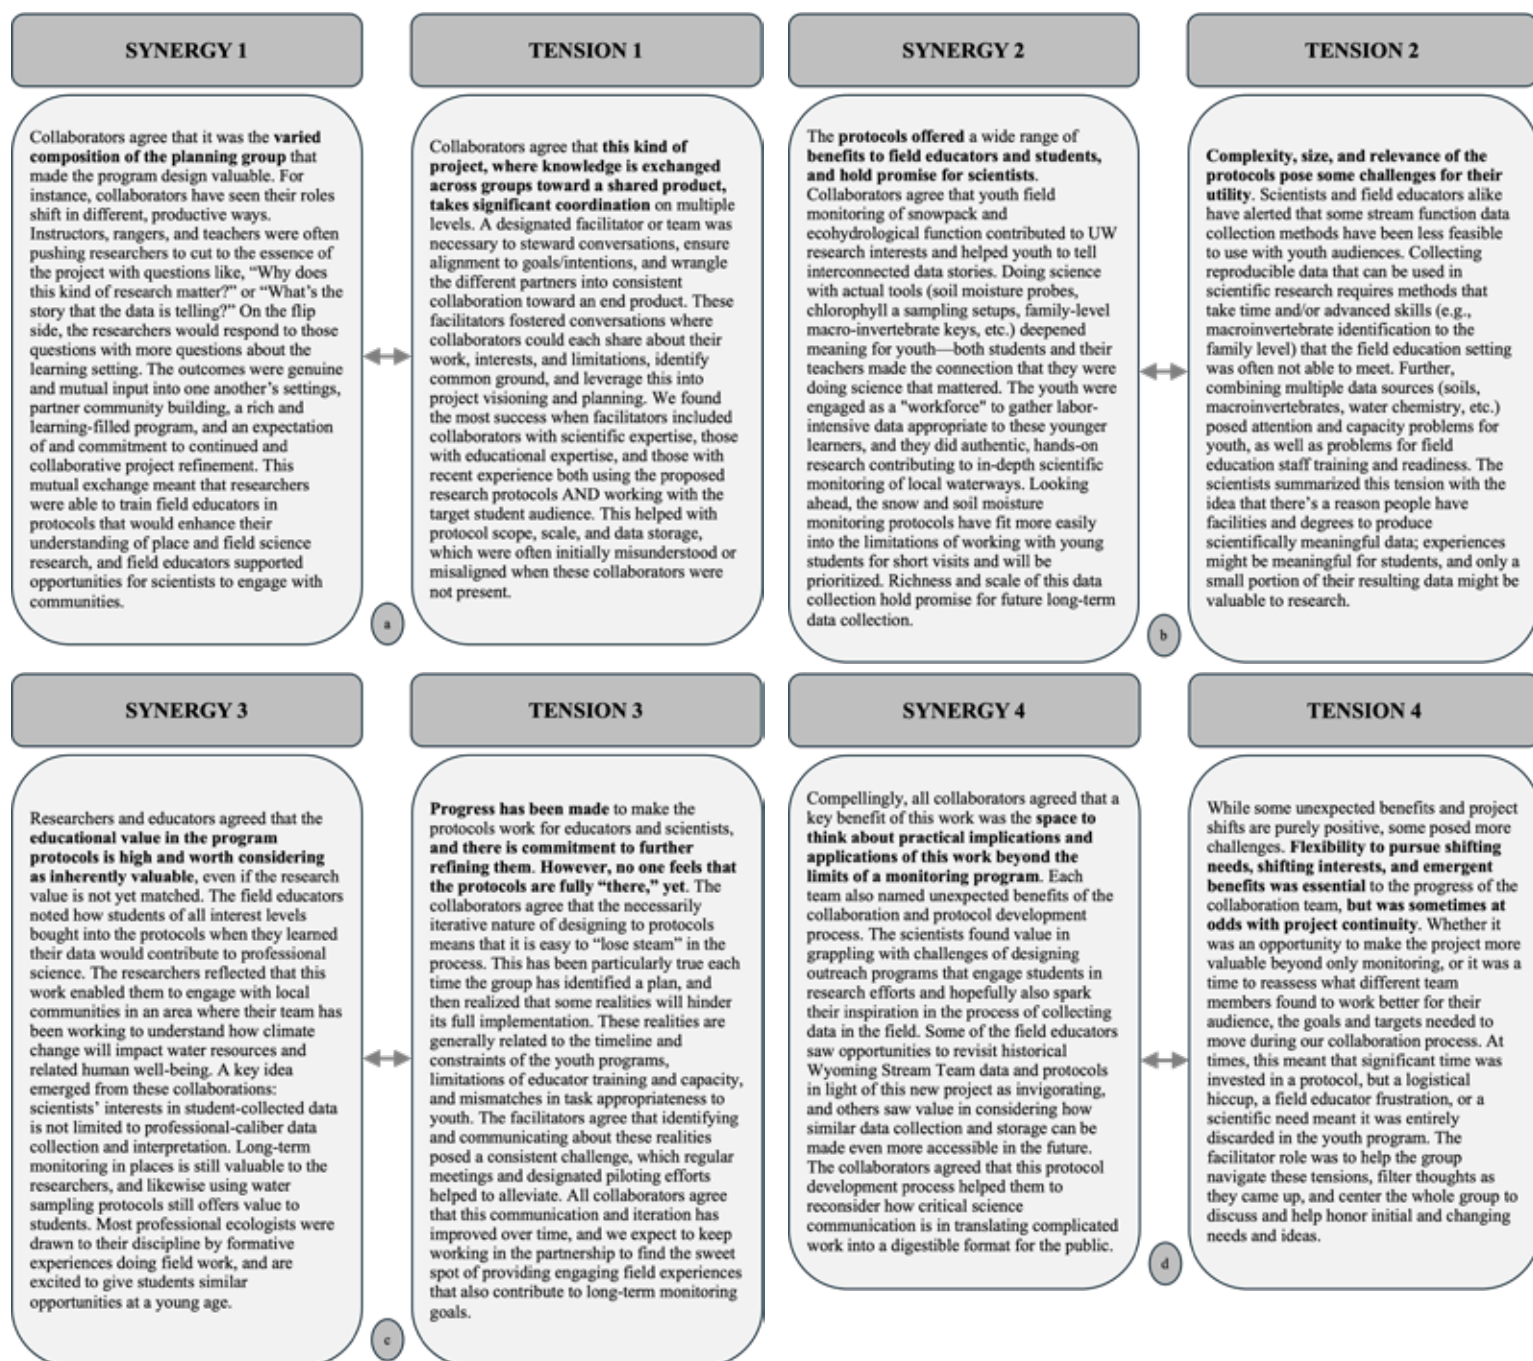 SYNERGY 1
Collaborators agree that it was the varied
composition of the planning group that
made the program design valuable. For
instance, collaborators have seen their roles
shift in different, productive ways.
Instructors, rangers, and teachers were often
pushing researchers to cut to the essence of
the project with questions like, “Why does
this kind of research matter?” or “What’s the
story that the data is telling?” On the flip
side, the researchers would respond to those
questions with more questions about the
learning setting. The outcomes were genuine
and mutual input into one another’s settings,
partner community building, a rich and
learning-filled program, and an expectation
of and commitment to continued and
collaborative project refinement. This
mutual exchange meant that researchers
were able to train field educators in
protocols that would enhance their
understanding of place and field science
research, and field educators supported
opportunities for scientists to engage with
communities.
TENSION 1
Collaborators agree that this kind of
project, where knowledge is exchanged
across groups toward a shared product,
takes significant coordination on multiple
levels. A designated facilitator or team was
necessary to steward conversations, ensure
alignment to goals/intentions, and wrangle
the different partners into consistent
collaboration toward an end product. These
facilitators fostered conversations where
collaborators could each share about their
work, interests, and limitations, identify
common ground, and leverage this into
project visioning and planning. We found
the most success when facilitators included
collaborators with scientific expertise, those
with educational expertise, and those with
recent experience both using the proposed
research protocols AND working with the
target student audience. This helped with
protocol scope, scale, and data storage,
which were often initially misunderstood or
misaligned when these collaborators were
not present.
a
SYNERGY 2
The protocols offered a wide range of
benefits to field educators and students,
and hold promise for scientists.
Collaborators agree that youth field
monitoring of snowpack and
ecohydrological function contributed to UW
research interests and helped youth to tell
interconnected data stories. Doing science
with actual tools (soil moisture probes,
chlorophyll a sampling setups, family-level
macro-invertebrate keys, etc.) deepened
meaning for youth—both students and their
teachers made the connection that they were
doing science that mattered. The youth were
engaged as a "workforce" to gather labor-
intensive data appropriate to these younger
learners, and they did authentic, hands-on
research contributing to in-depth scientific
monitoring of local waterways. Looking
ahead, the snow and soil moisture
monitoring protocols have fit more easily
into the limitations of working with young
students for short visits and will be
prioritized. Richness and scale of this data
collection hold promise for future long-term
data collection.
TENSION 2
Complexity, size, and relevance of the
protocols pose some challenges for their
utility. Scientists and field educators alike
have alerted that some stream function data
collection methods have been less feasible
to use with youth audiences. Collecting
reproducible data that can be used in
scientific research requires methods that
take time and/or advanced skills (e.g.,
macroinvertebrate identification to the
family level) that the field education setting
was often not able to meet. Further,
combining multiple data sources (soils,
macroinvertebrates, water chemistry, etc.)
posed attention and capacity problems for
youth, as well as problems for field
education staff training and readiness. The
scientists summarized this tension with the
idea that there’s a reason people have
facilities and degrees to produce
scientifically meaningful data; experiences
might be meaningful for students, and only a
small portion of their resulting data might be
valuable to research.
b
SYNERGY 3
Researchers and educators agreed that the
educational value in the program
protocols is high and worth considering
as inherently valuable, even if the research
value is not yet matched. The field educators
noted how students of all interest levels
bought into the protocols when they learned
their data would contribute to professional
science. The researchers reflected that this
work enabled them to engage with local
communities in an area where their team has
been working to understand how climate
change will impact water resources and
related human well-being. A key idea
emerged from these collaborations:
scientists’ interests in student-collected data
is not limited to professional-caliber data
collection and interpretation. Long-term
monitoring in places is still valuable to the
researchers, and likewise using water
sampling protocols still offers value to
students. Most professional ecologists were
drawn to their discipline by formative
experiences doing field work, and are
excited to give students similar
opportunities at a young age.
TENSION 3
Progress has been made to make the
protocols work for educators and scientists,
and there is commitment to further
refining them. However, no one feels that
the protocols are fully “there,” yet. The
collaborators agree that the necessarily
iterative nature of designing to protocols
means that it is easy to “lose steam” in the
process. This has been particularly true each
time the group has identified a plan, and
then realized that some realities will hinder
its full implementation. These realities are
generally related to the timeline and
constraints of the youth programs,
limitations of educator training and capacity,
and mismatches in task appropriateness to
youth. The facilitators agree that identifying
and communicating about these realities
posed a consistent challenge, which regular
meetings and designated piloting efforts
helped to alleviate. All collaborators agree
that this communication and iteration has
improved over time, and we expect to keep
working in the partnership to find the sweet
spot of providing engaging field experiences
that also contribute to long-term monitoring
goals.
c
SYNERGY 4
Compellingly, all collaborators agreed that a
key benefit of this work was the space to
think about practical implications and
applications of this work beyond the
limits of a monitoring program. Each
team also named unexpected benefits of the
collaboration and protocol development
process. The scientists found value in
grappling with challenges of designing
outreach programs that engage students in
research efforts and hopefully also spark
their inspiration in the process of collecting
data in the field. Some of the field educators
saw opportunities to revisit historical
Wyoming Stream Team data and protocols
in light of this new project as invigorating,
and others saw value in considering how
similar data collection and storage can be
made even more accessible in the future.
The collaborators agreed that this protocol
development process helped them to
reconsider how critical science
communication is in translating complicated
work into a digestible format for the public.
TENSION 4
While some unexpected benefits and project
shifts are purely positive, some posed more
challenges. Flexibility to pursue shifting
needs, shifting interests, and emergent
benefits was essential to the progress of the
collaboration team, but was sometimes at
odds with project continuity. Whether it
was an opportunity to make the project more
valuable beyond only monitoring, or it was a
time to reassess what different team
members found to work better for their
audience, the goals and targets needed to
move during our collaboration process. At
times, this meant that significant time was
invested in a protocol, but a logistical
hiccup, a field educator frustration, or a
scientific need meant it was entirely
discarded in the youth program. The
facilitator role was to help the group
navigate these tensions, filter thoughts as
they came up, and center the whole group to
discuss and help honor initial and changing
needs and ideas.
d